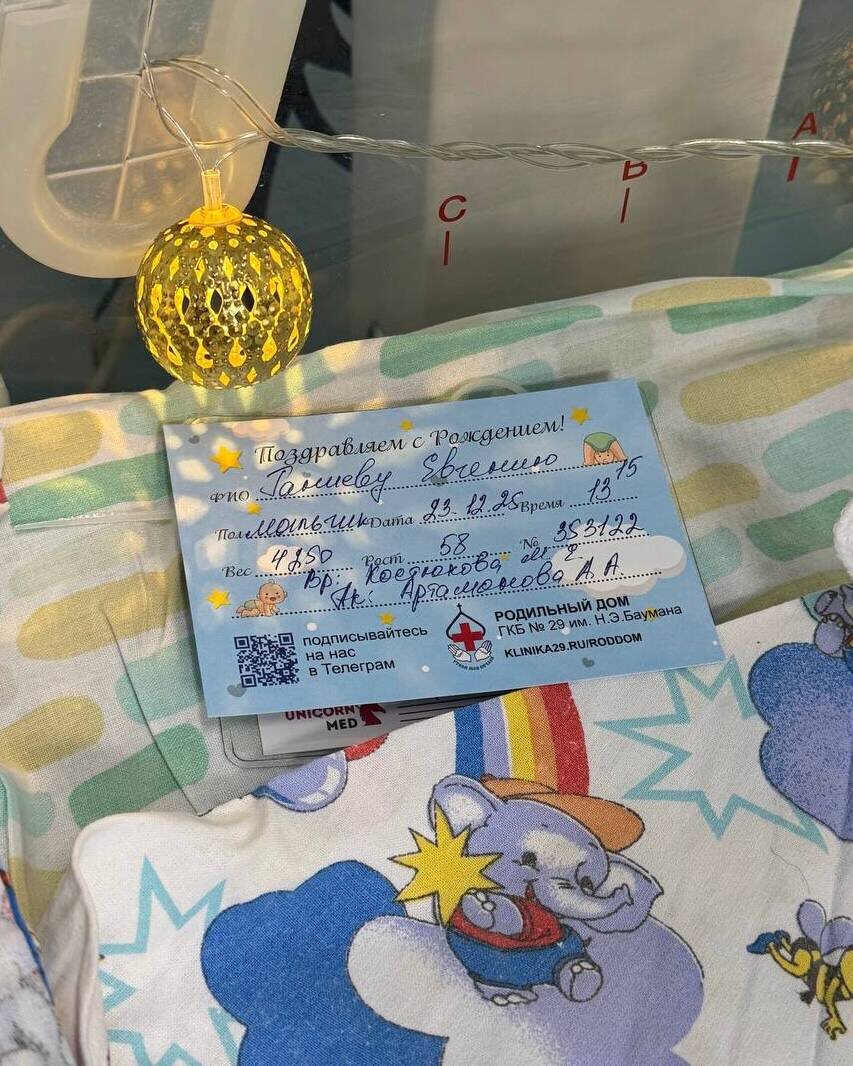 A
B
C
Поздравляем с Рождением!
ФИО Ганиеву Евгению
Пол мальчик Дата 23.12.25 Время 13 15
Вес 4250 Рост 58 № 353122
Вр: Костюкова М
Ак: Артамонова А А
подписывайтесь
на нас
в Телеграм
РОДИЛЬНЫЙ ДОМ
ГКБ № 29 им. Н.Э.Баумана
KLINIKA29.RU/RODDOM
UNICORN
MED